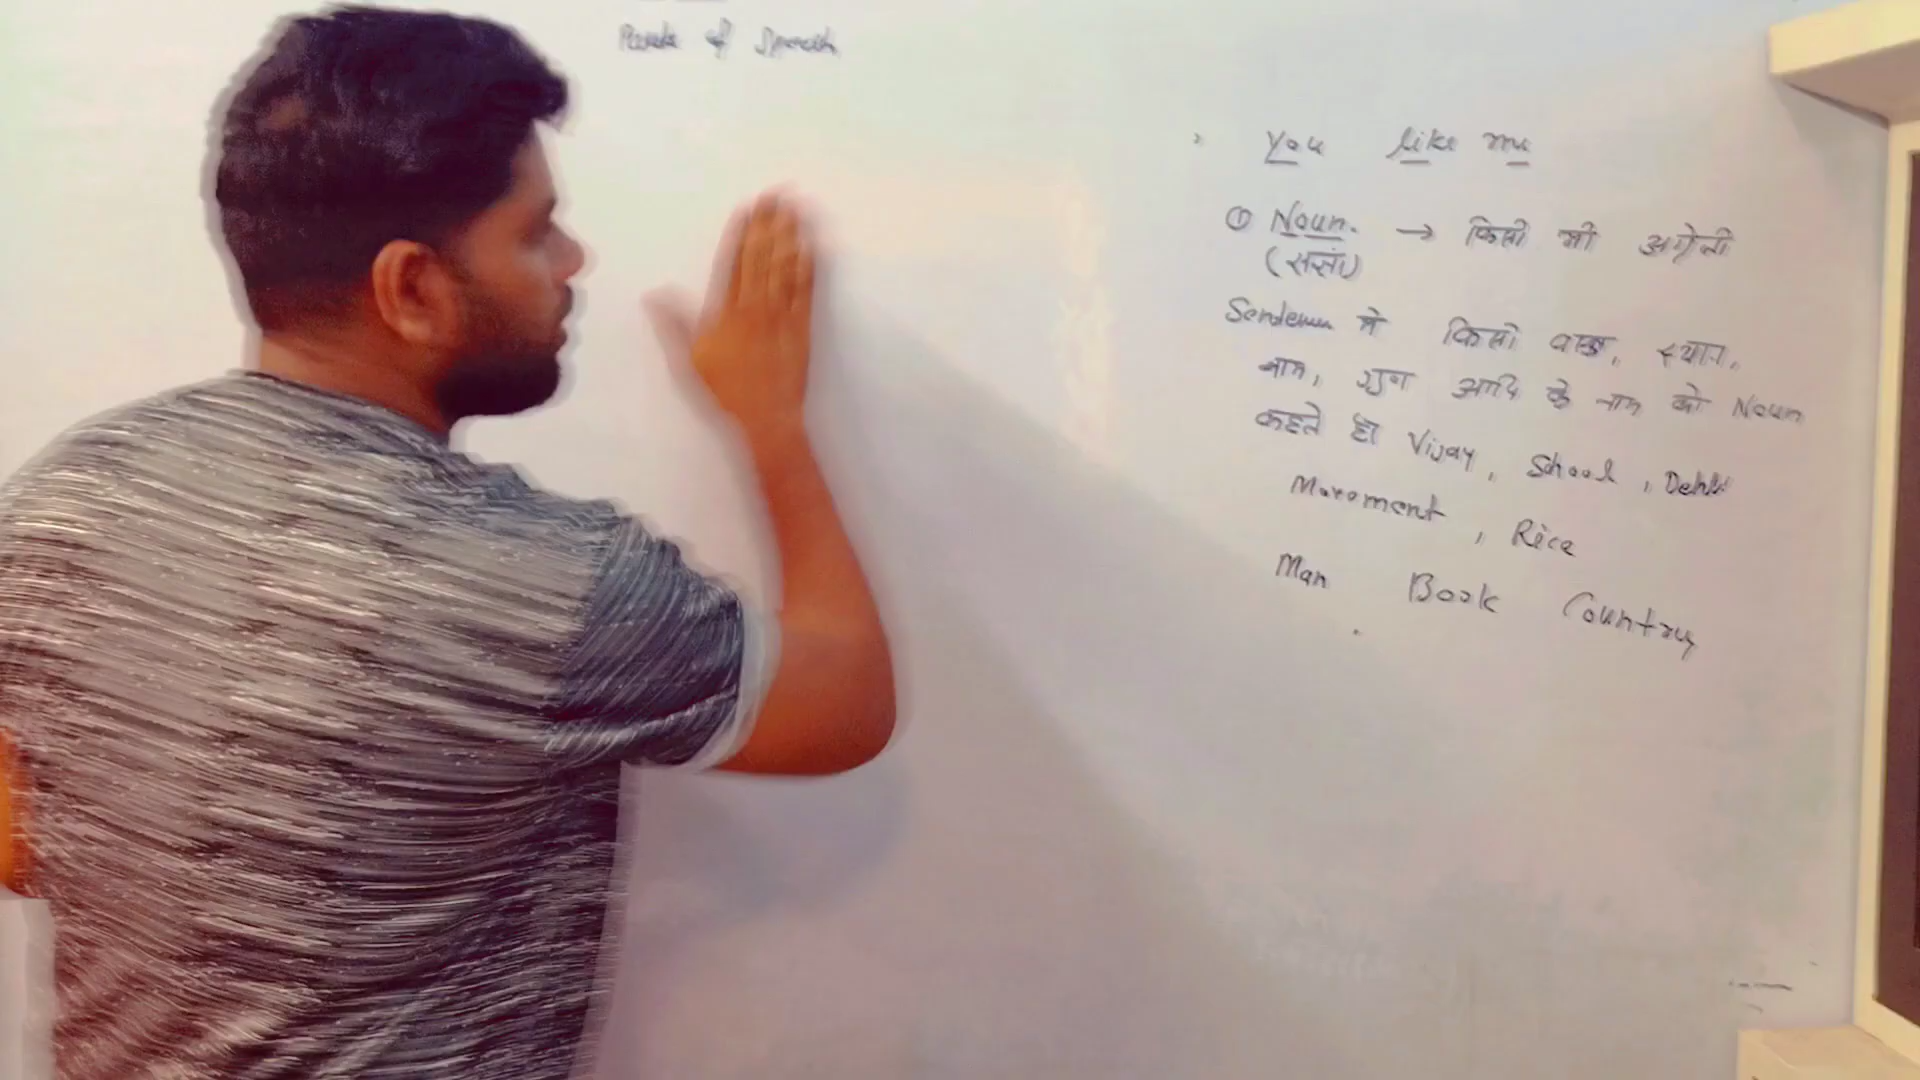 Parts of Speech
You like me
① Noun. → किसी भी अंग्रेजी
(संज्ञा)
Sentence मे किसी वस्तु, स्थान,
नाम, गुण आदि के नाम को Noun
कहते है। Vijay, School, Dehli
Movement, Rice
Man Book Country